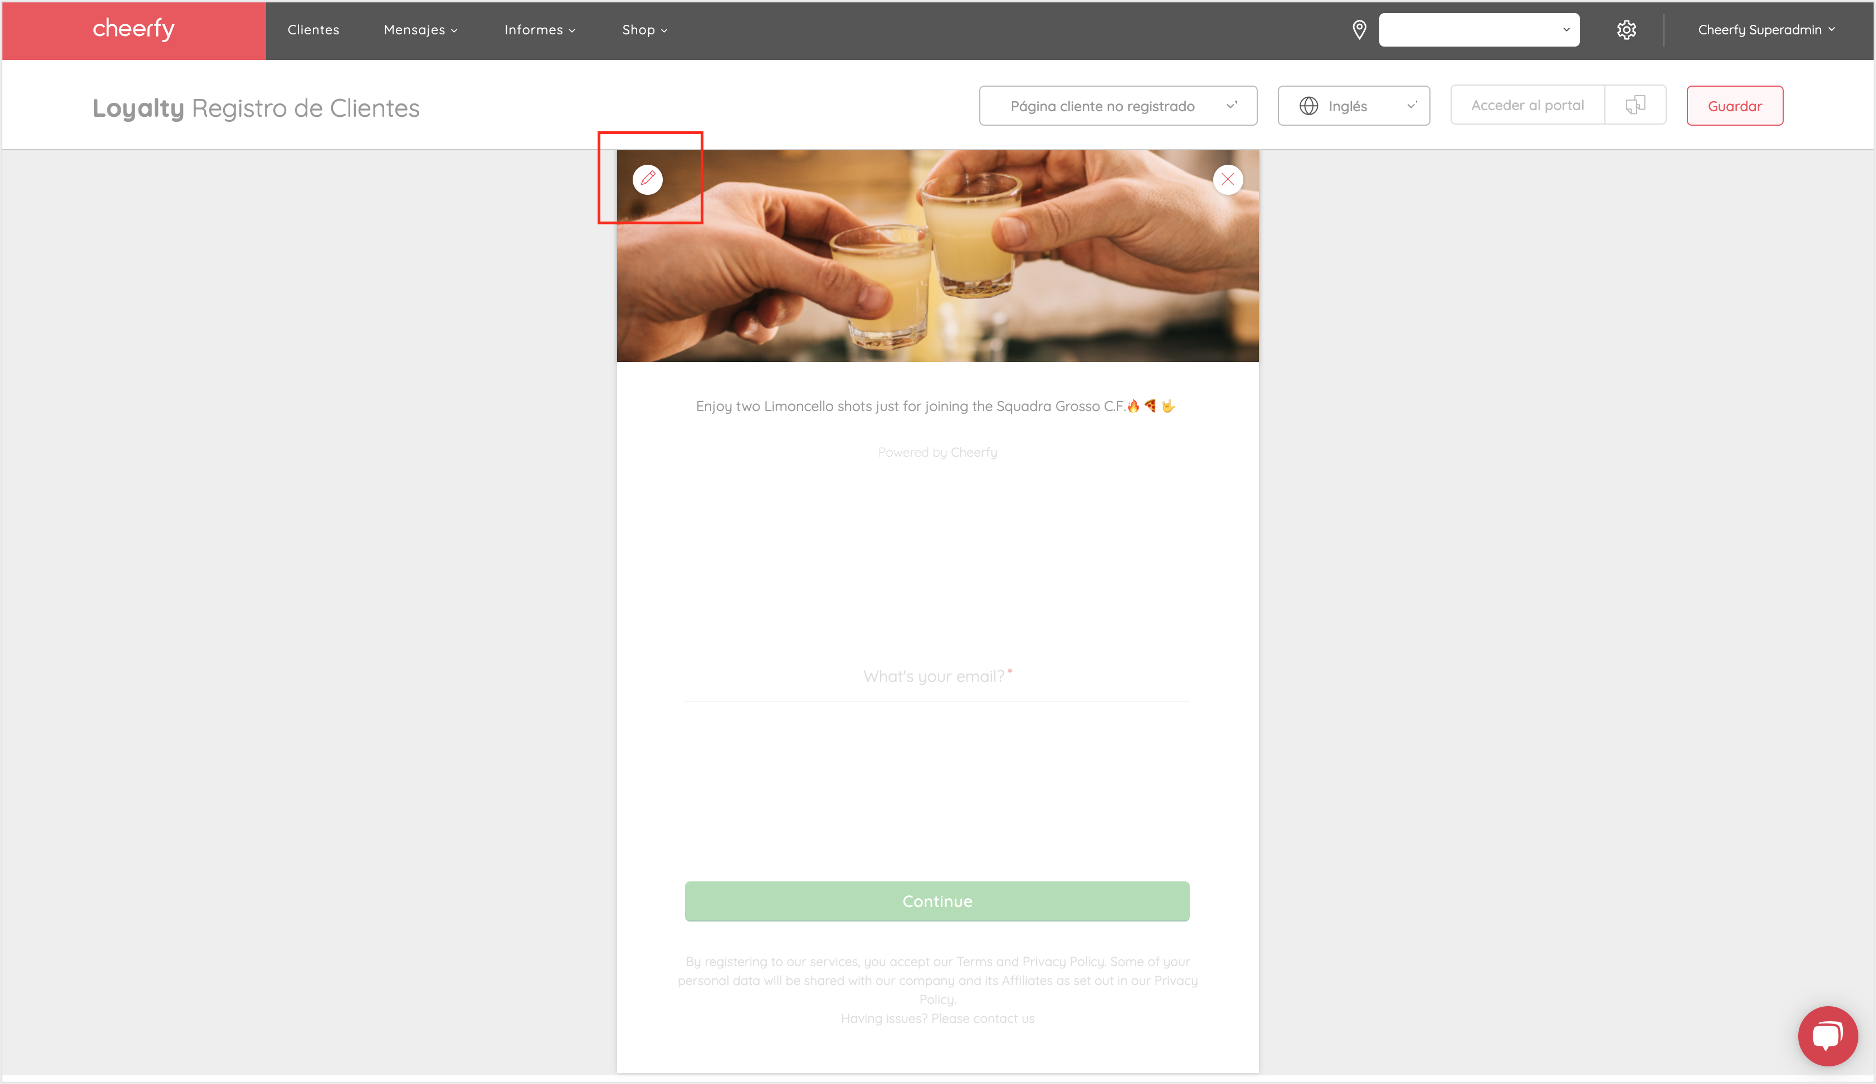 cheerfy
Clientes
Mensajes
Informes
Shop
Cheerfy Superadmin
Loyalty Registro de Clientes
Página cliente no registrado
Inglés
Acceder al portal
Guardar
Enjoy two Limoncello shots just for joining the Squadra Grosso C.F.🔥 🍕 🤟
Powered by Cheerfy
What's your email? *
Continue
By registering to our services, you accept our Terms and Privacy Policy. Some of your
personal data will be shared with our company and its Affiliates as set out in our Privacy
Policy.
Having issues? Please contact us